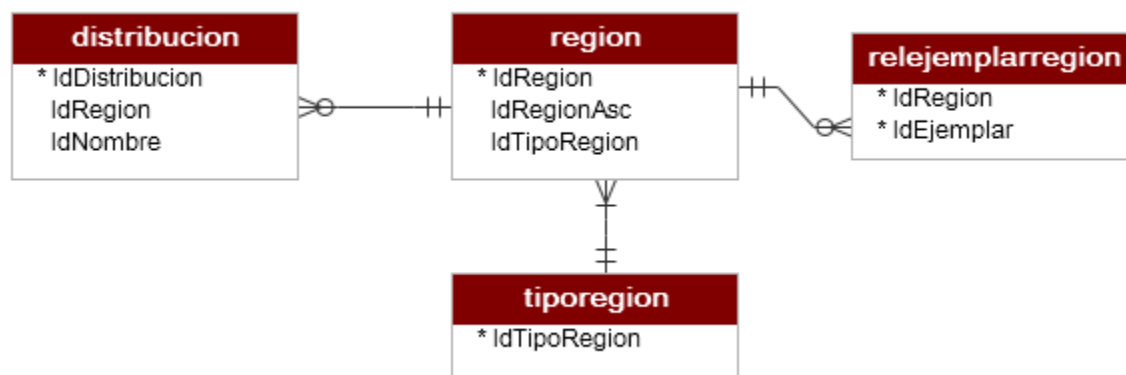 distribucion
* IdDistribucion
IdRegion
IdNombre
region
* IdRegion
IdRegionAsc
IdTipoRegion
relejemplarregion
* IdRegion
* IdEjemplar
tiporegion
* IdTipoRegion